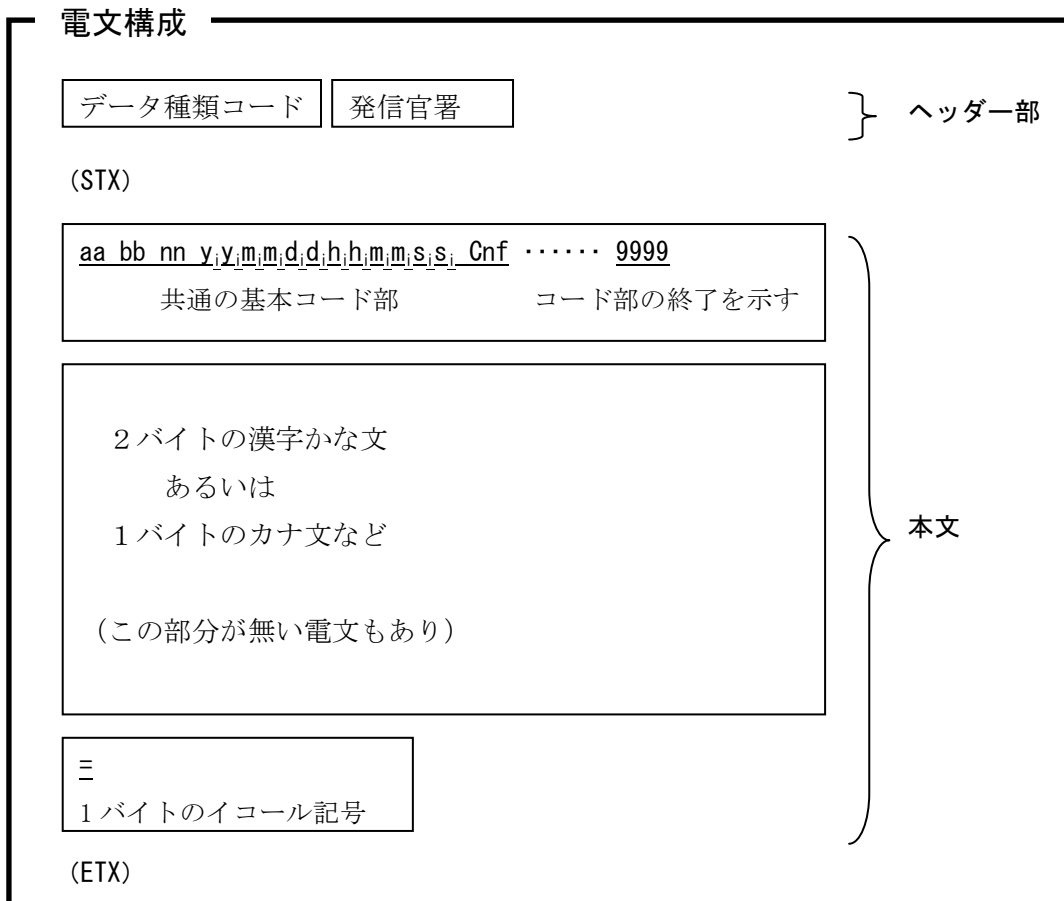 電文構成
データ種類コード 発信官署
ヘッダー部
(STX)
aa bb nn yᵢyᵢmᵢmᵢdᵢdᵢhᵢhᵢmᵢmᵢsᵢsᵢ Cnf ‥‥‥ 9999
共通の基本コード部 コード部の終了を示す
2バイトの漢字かな文
あるいは
1バイトのカナ文など
本文
(この部分が無い電文もあり)
=
1バイトのイコール記号
(ETX)